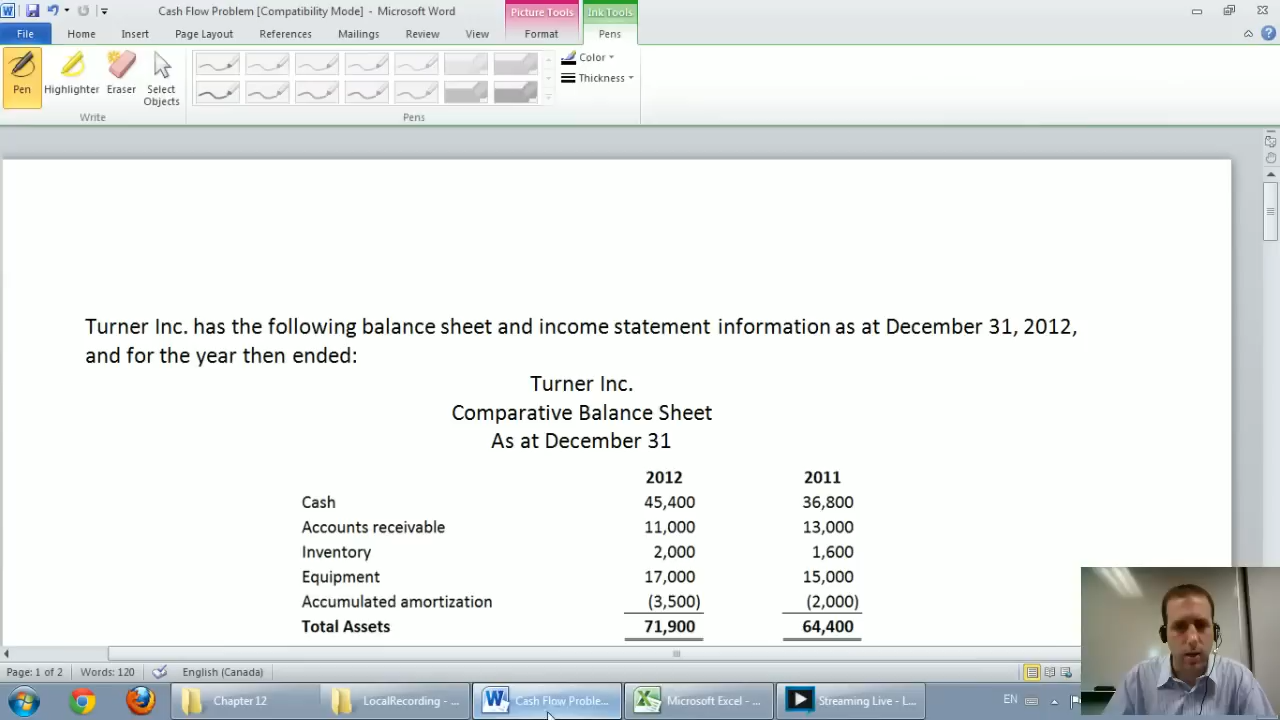 Cash Flow Problem [Compatibility Mode] - Microsoft Word
Picture Tools
Ink Tools
File
Home
Insert
Page Layout
References
Mailings
Review
View
Format
Pens
Pen
Highlighter
Eraser
Select Objects
Color
Thickness
Write
Pens
Turner Inc. has the following balance sheet and income statement information as at December 31, 2012,
and for the year then ended:
Turner Inc.
Comparative Balance Sheet
As at December 31
2012 2011
Cash 45,400 36,800
Accounts receivable 11,000 13,000
Inventory 2,000 1,600
Equipment 17,000 15,000
Accumulated amortization (3,500) (2,000)
Total Assets 71,900 64,400
Page: 1 of 2
Words: 120
English (Canada)
Chapter 12
LocalRecording - ...
Cash Flow Proble...
Microsoft Excel - ...
Streaming Live - L...
EN